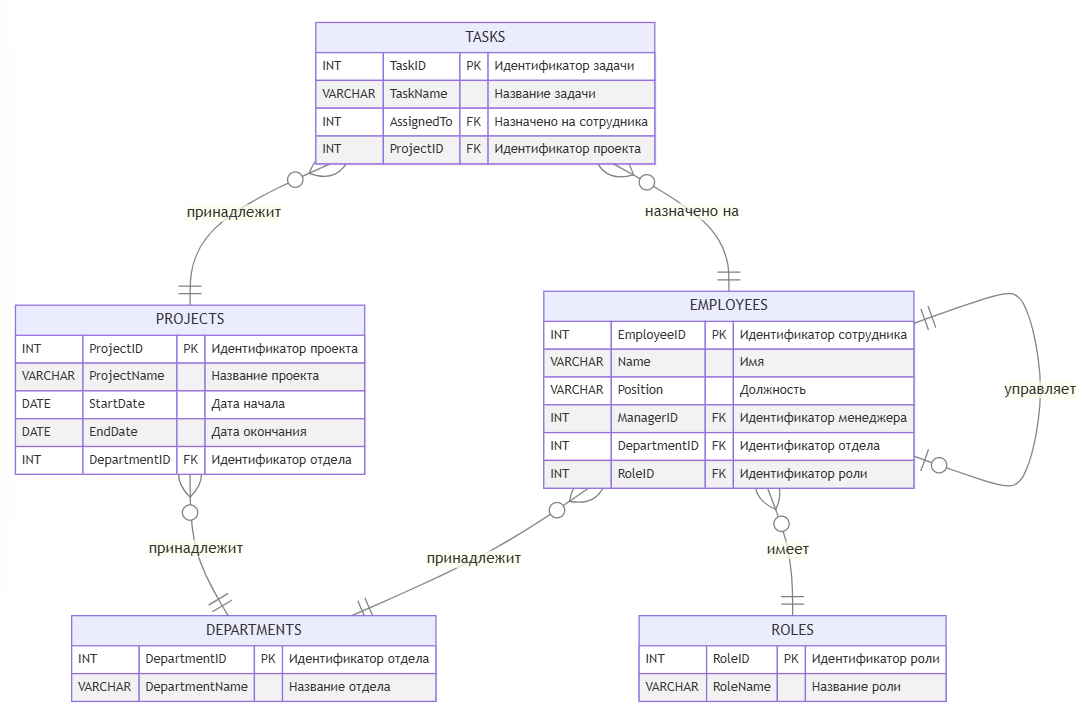 TASKS
INT TaskID PK Идентификатор задачи
VARCHAR TaskName Название задачи
INT AssignedTo FK Назначено на сотрудника
INT ProjectID FK Идентификатор проекта
принадлежит
назначено на
PROJECTS
INT ProjectID PK Идентификатор проекта
VARCHAR ProjectName Название проекта
DATE StartDate Дата начала
DATE EndDate Дата окончания
INT DepartmentID FK Идентификатор отдела
EMPLOYEES
INT EmployeeID PK Идентификатор сотрудника
VARCHAR Name Имя
VARCHAR Position Должность
INT ManagerID FK Идентификатор менеджера
INT DepartmentID FK Идентификатор отдела
INT RoleID FK Идентификатор роли
управляет
принадлежит
принадлежит
имеет
DEPARTMENTS
INT DepartmentID PK Идентификатор отдела
VARCHAR DepartmentName Название отдела
ROLES
INT RoleID PK Идентификатор роли
VARCHAR RoleName Название роли